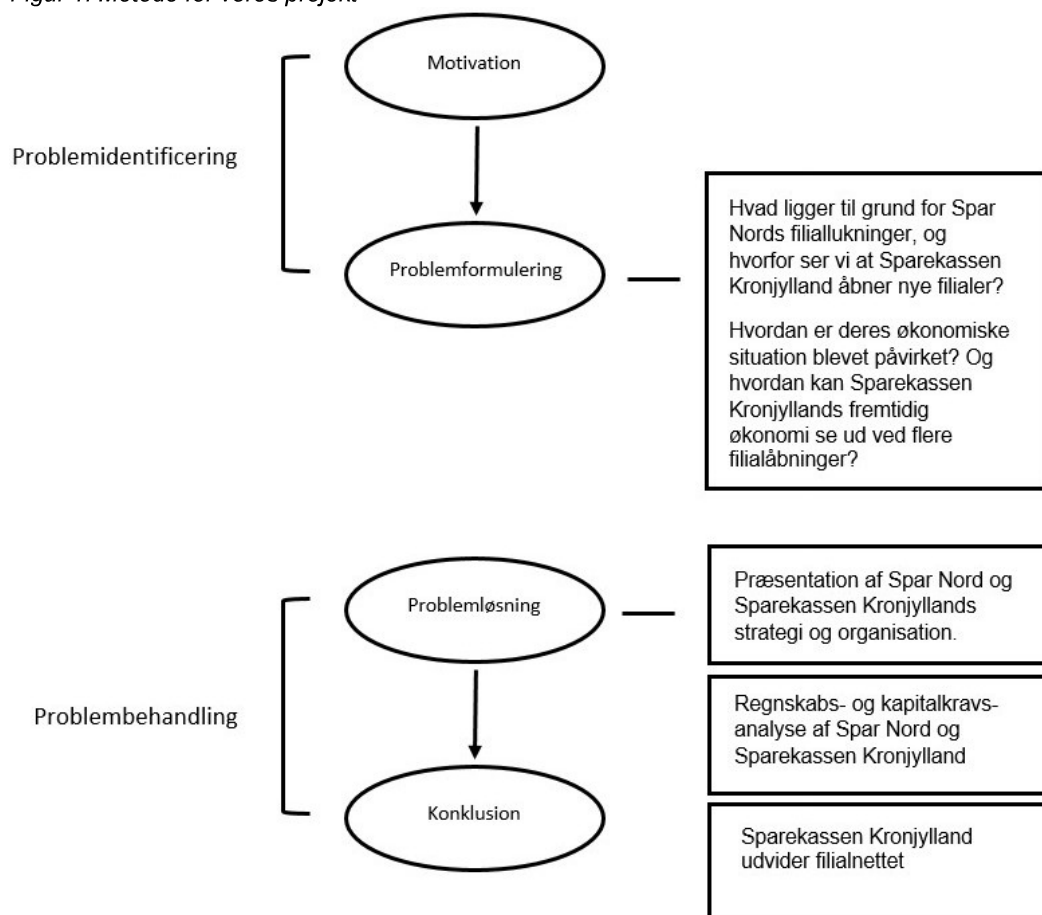 Figur 1: Metode for vores projekt
Motivation
Problemidentificering
Problemformulering
Hvad ligger til grund for Spar
Nords filiallukninger, og
hvorfor ser vi at Sparekassen
Kronjylland åbner nye filialer?
Hvordan er deres økonomiske
situation blevet påvirket? Og
hvordan kan Sparekassen
Kronjyllands fremtidig
økonomi se ud ved flere
filialåbninger?
Problemløsning
Præsentation af Spar Nord og
Sparekassen Kronjyllands
strategi og organisation.
Problembehandling
Regnskabs- og kapitalkravs-
analyse af Spar Nord og
Sparekassen Kronjylland
Konklusion
Sparekassen Kronjylland
udvider filialnettet